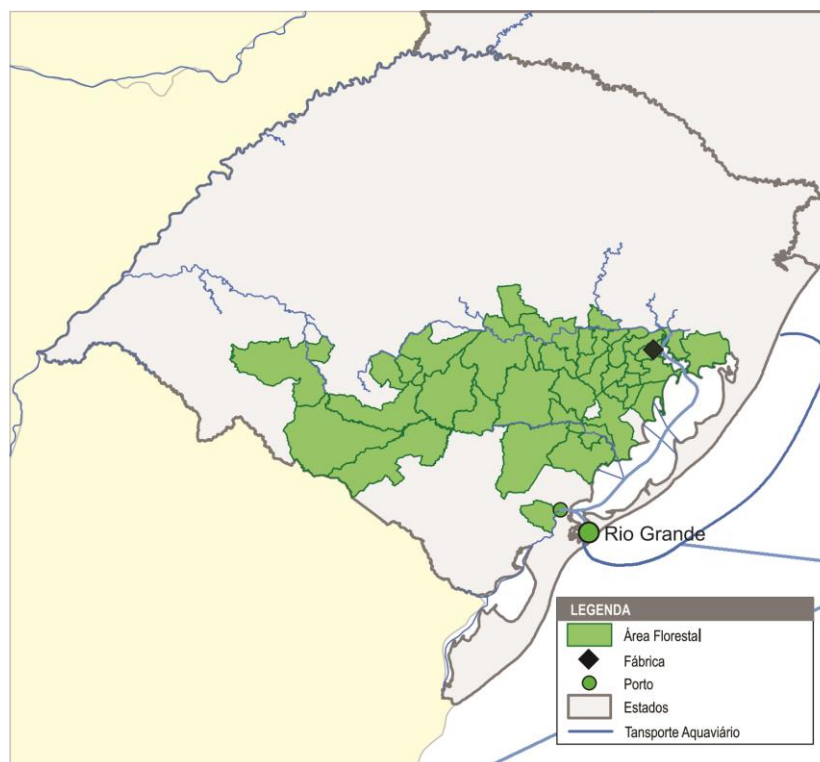 Rio Grande
LEGENDA
Área Florestal
Fábrica
Porto
Estados
Tansporte Aquaviário